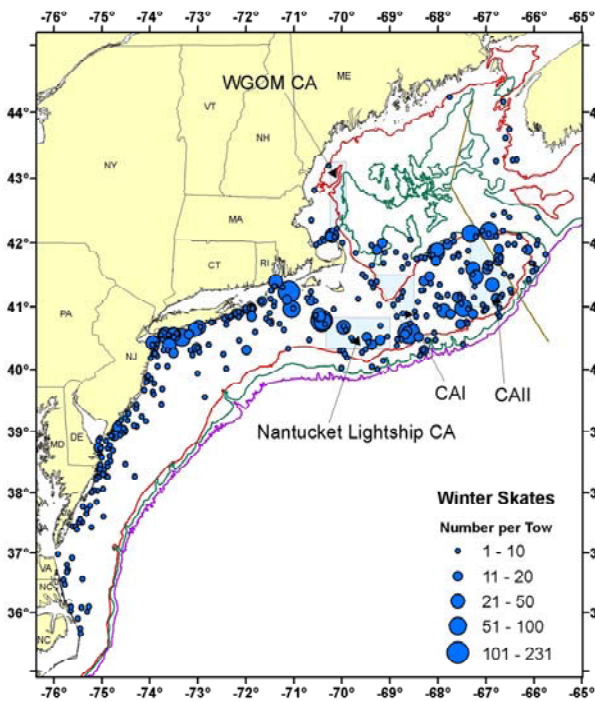 -76° -75° -74° -73° -72° -71° -70° -69° -68° -67° -66° -65°
WGOM CA
ME
VT
NH
NY
MA
CT
RI
PA
NJ
MD
DE
VA
NC
NC
44°
43°
42°
41°
40°
39°
38°
37°
36°
CAI
CAII
Nantucket Lightship CA
Winter Skates
Number per Tow
1 - 10
11 - 20
21 - 50
51 - 100
101 - 231
-76° -75° -74° -73° -72° -71° -70° -69° -68° -67° -66° -65°